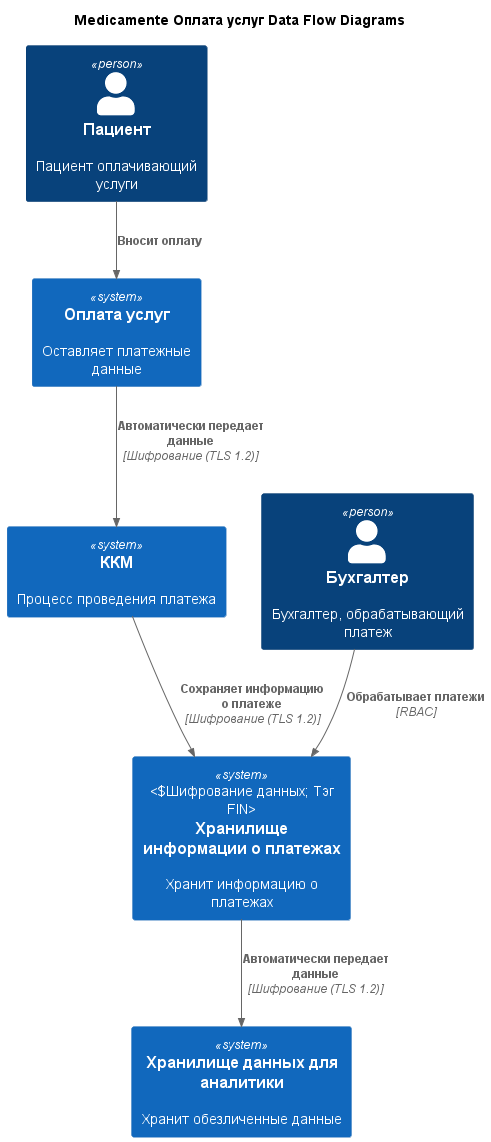 Medicamente Оплата услуг Data Flow Diagrams
«person»
Пациент
Пациент оплачивающий
услуги
Вносит оплату
«system»
Оплата услуг
Оставляет платежные
данные
Автоматически передает
данные
[Шифрование (TLS 1.2)]
«system»
ККМ
Процесс проведения платежа
«person»
Бухгалтер
Бухгалтер, обрабатывающий
платеж
Сохраняет информацию
о платеже
[Шифрование (TLS 1.2)]
Обрабатывает платежи
[RBAC]
«system»
<$Шифрование данных; Тэг
FIN>
Хранилище
информации о платежах
Хранит информацию о
платежах
Автоматически передает
данные
[Шифрование (TLS 1.2)]
«system»
Хранилище данных для
аналитики
Хранит обезличенные данные